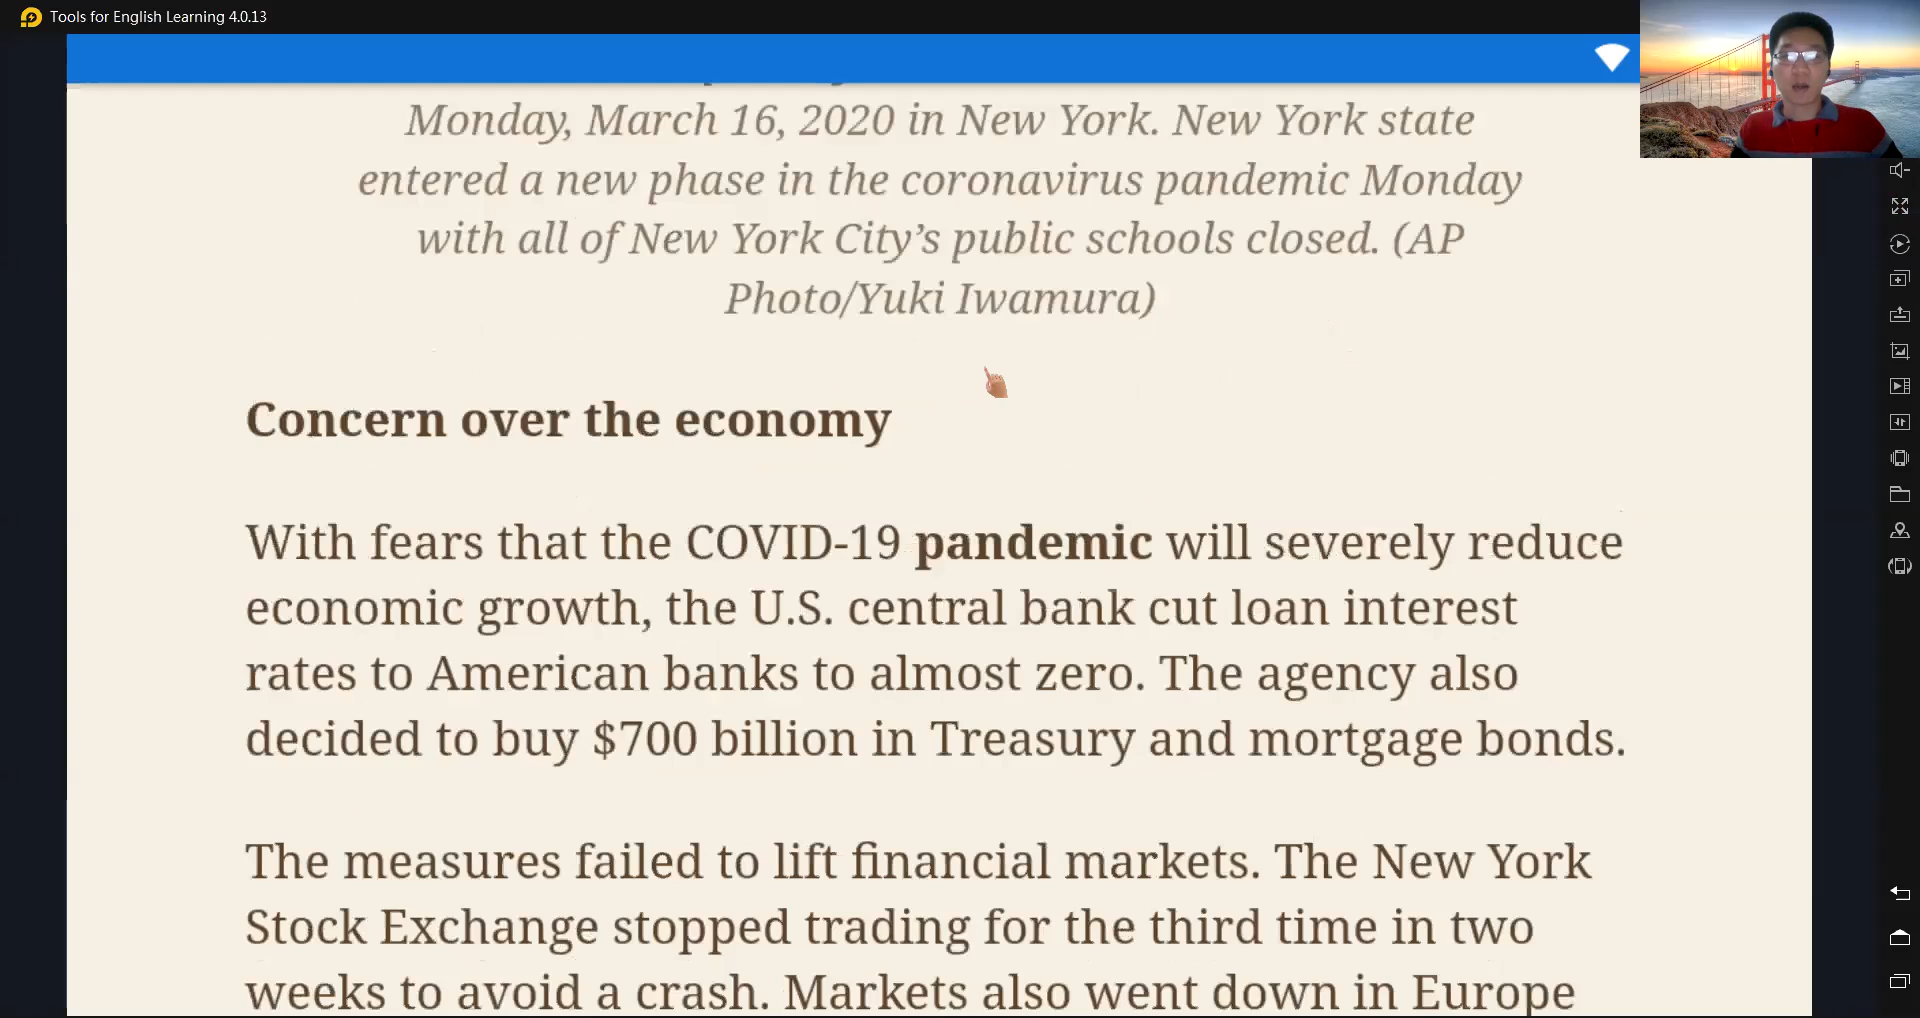 Tools for English Learning 4.0.13
Monday, March 16, 2020 in New York. New York state
entered a new phase in the coronavirus pandemic Monday
with all of New York City’s public schools closed. (AP
Photo/Yuki Iwamura)
Concern over the economy
With fears that the COVID-19 pandemic will severely reduce
economic growth, the U.S. central bank cut loan interest
rates to American banks to almost zero. The agency also
decided to buy $700 billion in Treasury and mortgage bonds.
The measures failed to lift financial markets. The New York
Stock Exchange stopped trading for the third time in two
weeks to avoid a crash. Markets also went down in Europe